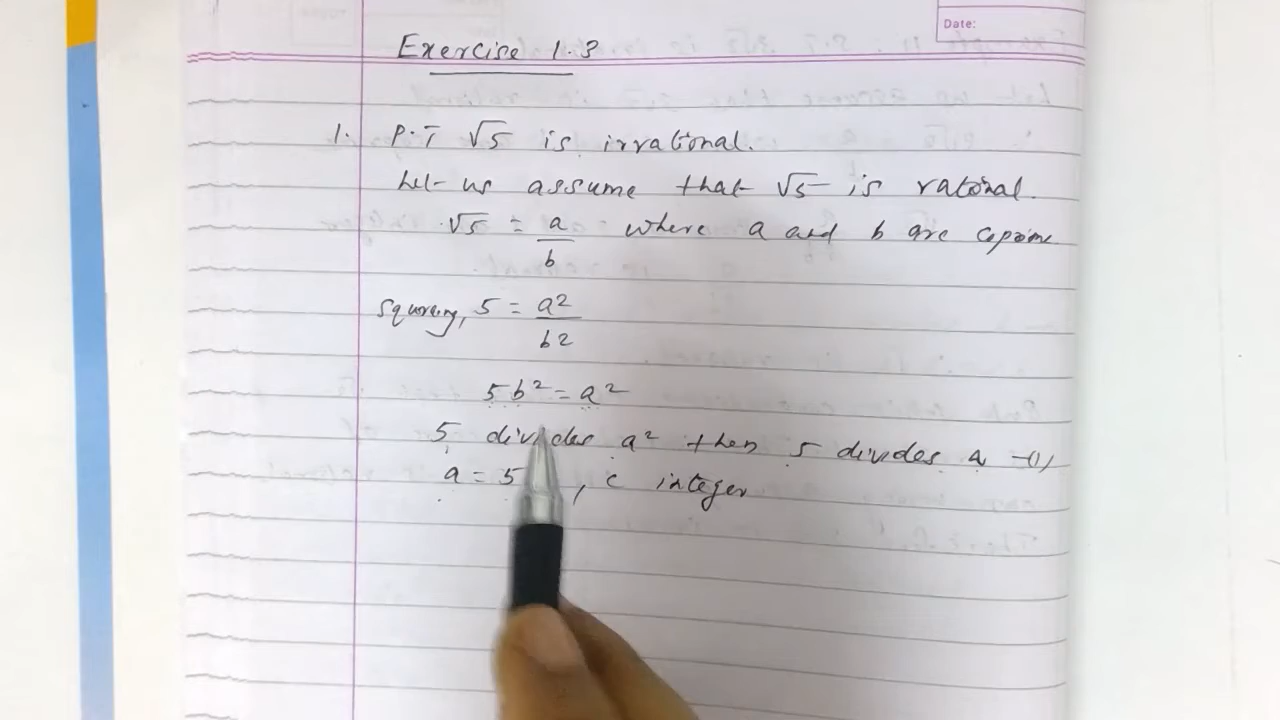 Date:
Exercise 1.3
1. P.T √5 is irrational.
Let us assume that √5 is rational.
√5 = a/b where a and b are coprime
Squaring, 5 = a²/b²
5b² = a²
5 divides a² then 5 divides a —(1)
a = 5 , c integer